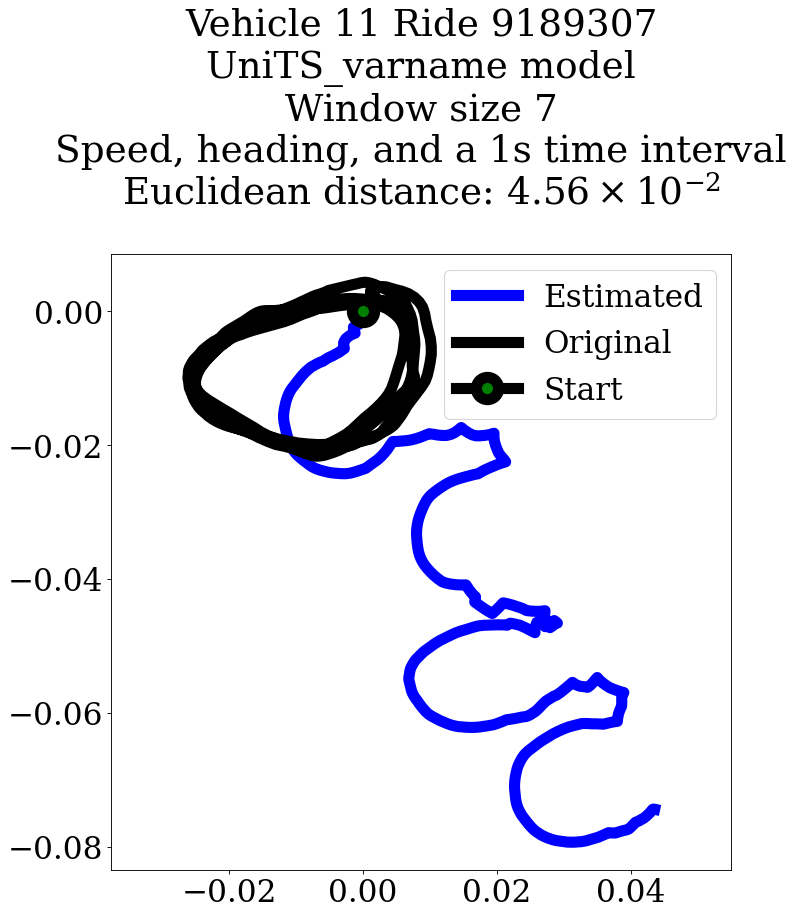 Vehicle 11 Ride 9189307
UniTS_varname model
Window size 7
Speed, heading, and a 1s time interval
Euclidean distance: 4.56 × 10⁻²
Estimated
Original
Start
0.00
−0.02
−0.04
−0.06
−0.08
−0.02 0.00 0.02 0.04